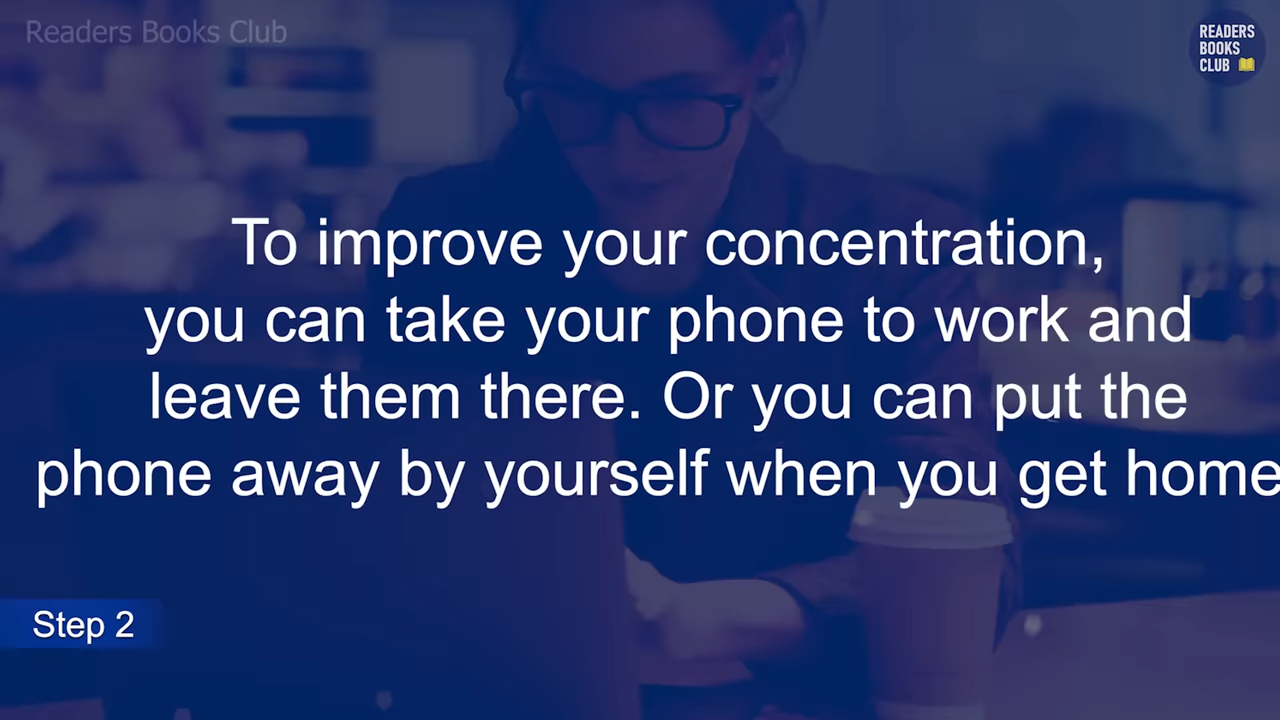 Readers Books Club
READERS
BOOKS
CLUB
To improve your concentration,
you can take your phone to work and
leave them there. Or you can put the
phone away by yourself when you get home
Step 2